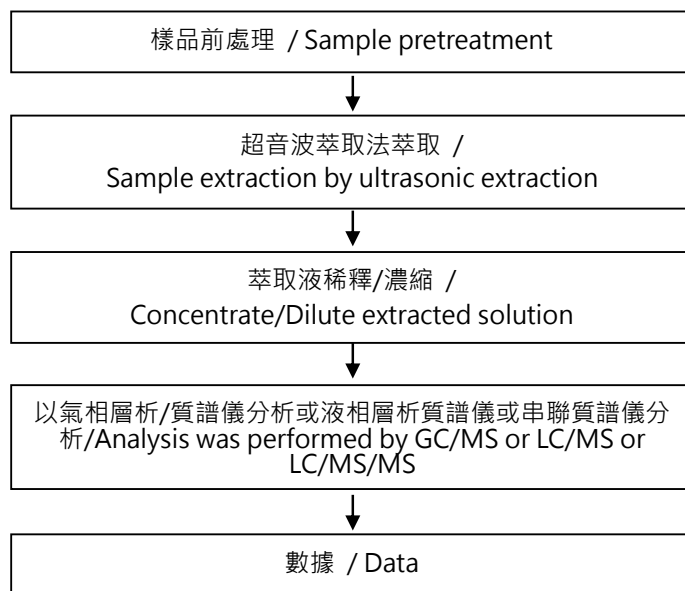 樣品前處理 / Sample pretreatment
超音波萃取法萃取 /
Sample extraction by ultrasonic extraction
萃取液稀釋/濃縮 /
Concentrate/Dilute extracted solution
以氣相層析/質譜儀分析或液相層析質譜儀或串聯質譜儀分
析/Analysis was performed by GC/MS or LC/MS or
LC/MS/MS
數據 / Data